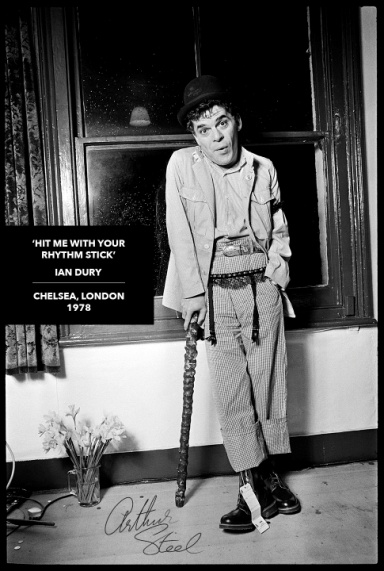 'HIT ME WITH YOUR
RHYTHM STICK'
IAN DURY
CHELSEA, LONDON
1978
Arthur
Steel